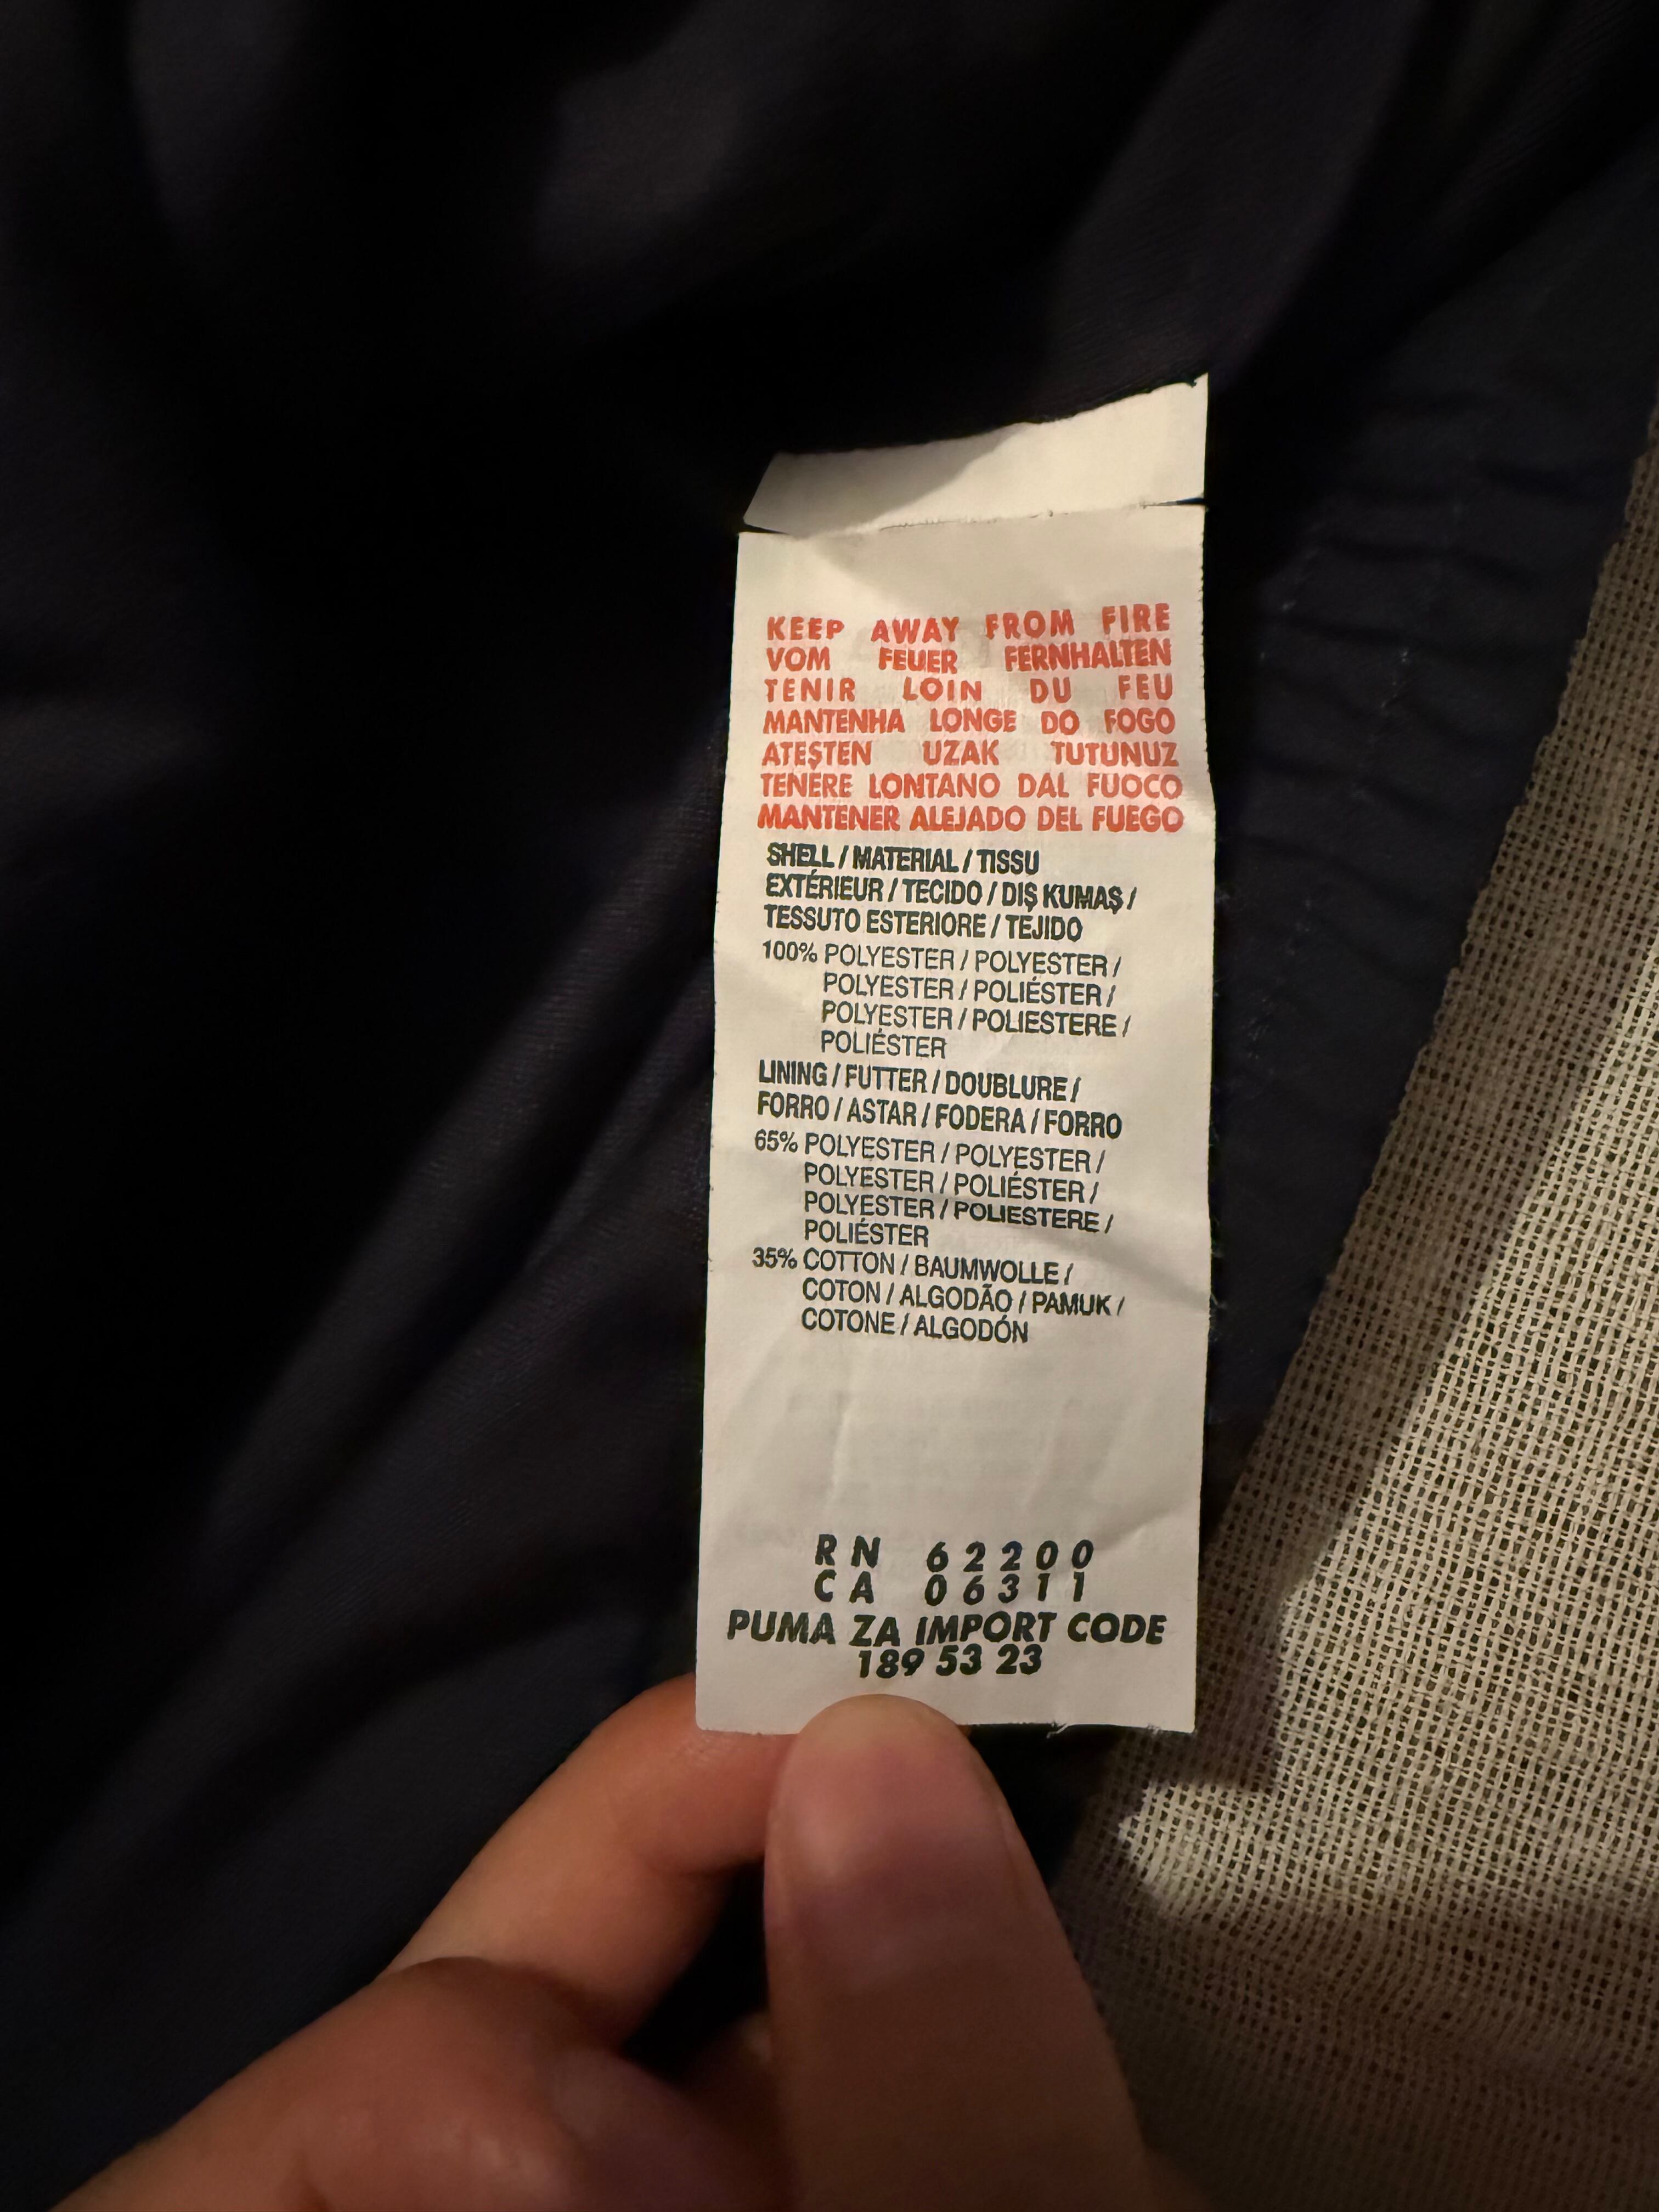 KEEP AWAY FROM FIRE
VOM FEUER FERNHALTEN
TENIR LOIN DU FEU
MANTENHA LONGE DO FOGO
ATEŞTEN UZAK TUTUNUZ
TENERE LONTANO DAL FUOCO
MANTENER ALEJADO DEL FUEGO
SHELL / MATERIAL / TISSU
EXTÉRIEUR / TECIDO / DIŞ KUMAŞ /
TESSUTO ESTERIORE / TEJIDO
100% POLYESTER / POLYESTER /
POLYESTER / POLIÉSTER /
POLYESTER / POLIESTERE /
POLIÉSTER
LINING / FUTTER / DOUBLURE /
FORRO / ASTAR / FODERA / FORRO
65% POLYESTER / POLYESTER /
POLYESTER / POLIÉSTER /
POLYESTER / POLIESTERE /
POLIÉSTER
35% COTTON / BAUMWOLLE /
COTON / ALGODÃO / PAMUK /
COTONE / ALGODÓN
RN 62200
CA 06311
PUMA ZA IMPORT CODE
189 53 23